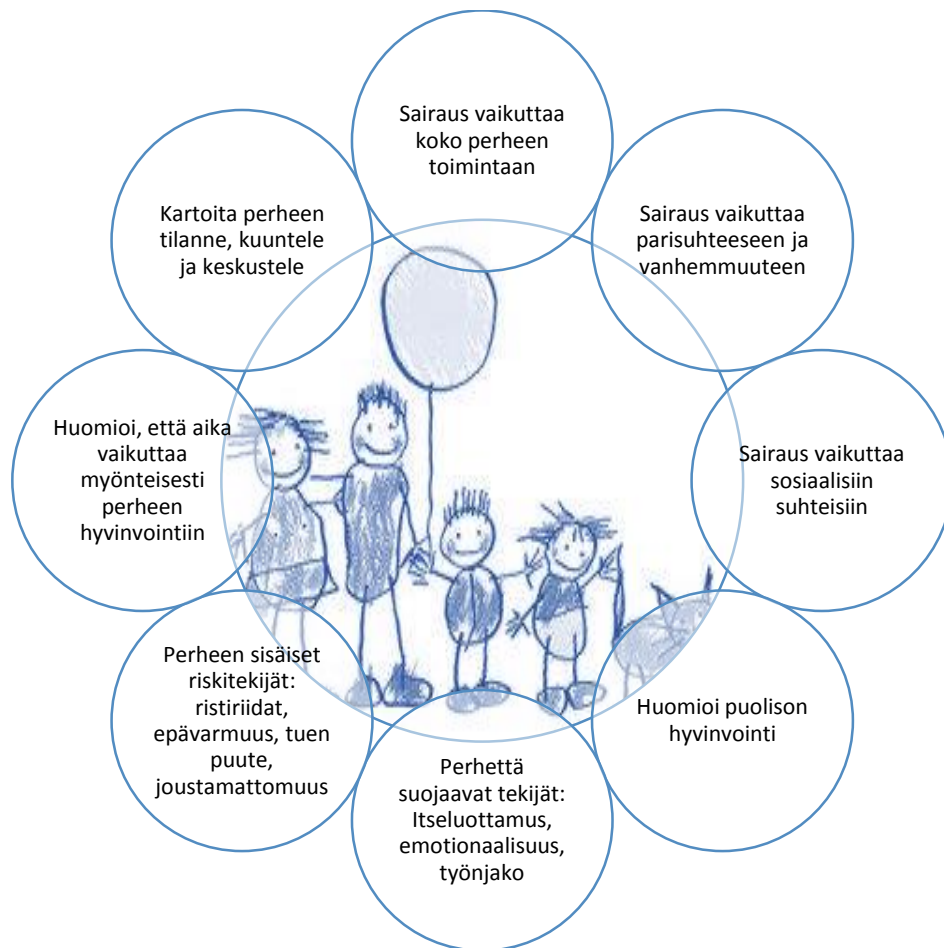 Sairaus vaikuttaa
koko perheen
toimintaan
Sairaus vaikuttaa
parisuhteeseen ja
vanhemmuuteen
Sairaus vaikuttaa
sosiaalisiin
suhteisiin
Huomioi puolison
hyvinvointi
Perhettä
suojaavat tekijät:
Itseluottamus,
emotionaalisuus,
työnjako
Perheen sisäiset
riskitekijät:
ristiriidat,
epävarmuus, tuen
puute,
joustamattomuus
Huomioi, että aika
vaikuttaa
myönteisesti
perheen
hyvinvointiin
Kartoita perheen
tilanne, kuuntele
ja keskustele